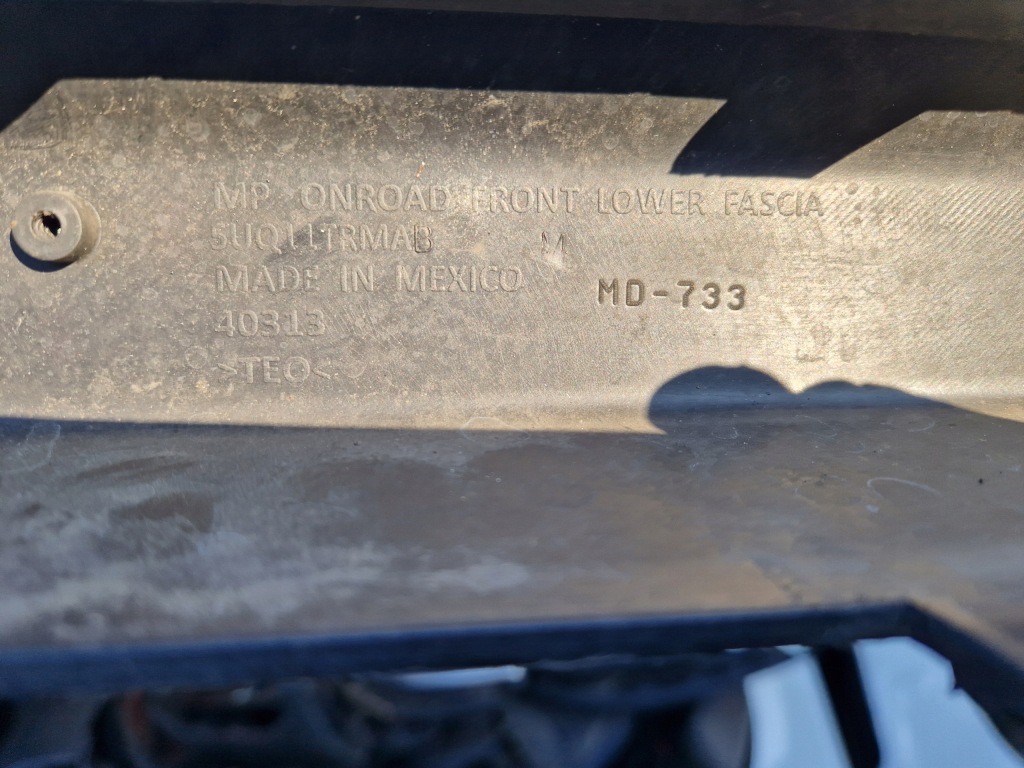 MP ONROAD FRONT LOWER FASCIA
5UQ11TRMAB M
MADE IN MEXICO
MD-733
40313
>TEO<